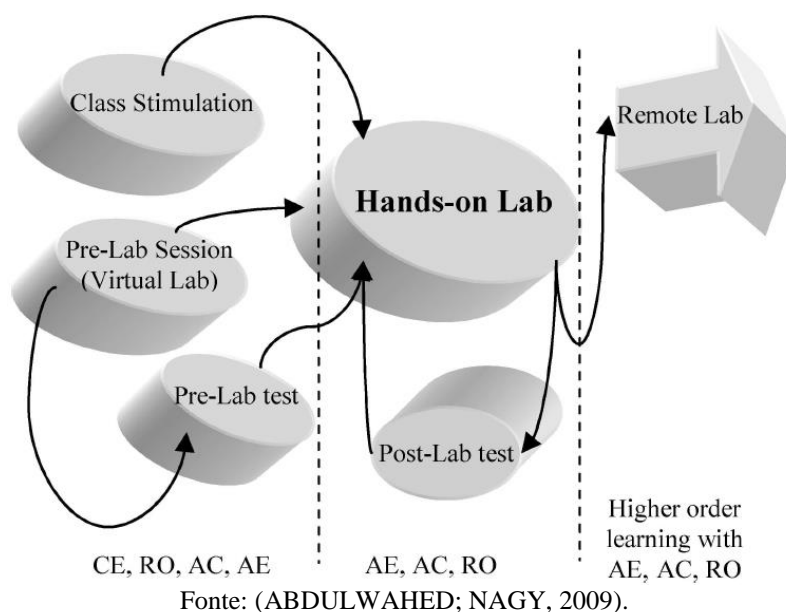 Class Stimulation
Pre-Lab Session
(Virtual Lab)
Pre-Lab test
Hands-on Lab
Post-Lab test
Remote Lab
CE, RO, AC, AE
AE, AC, RO
Higher order
learning with
AE, AC, RO
Fonte: (ABDULWAHED; NAGY, 2009).